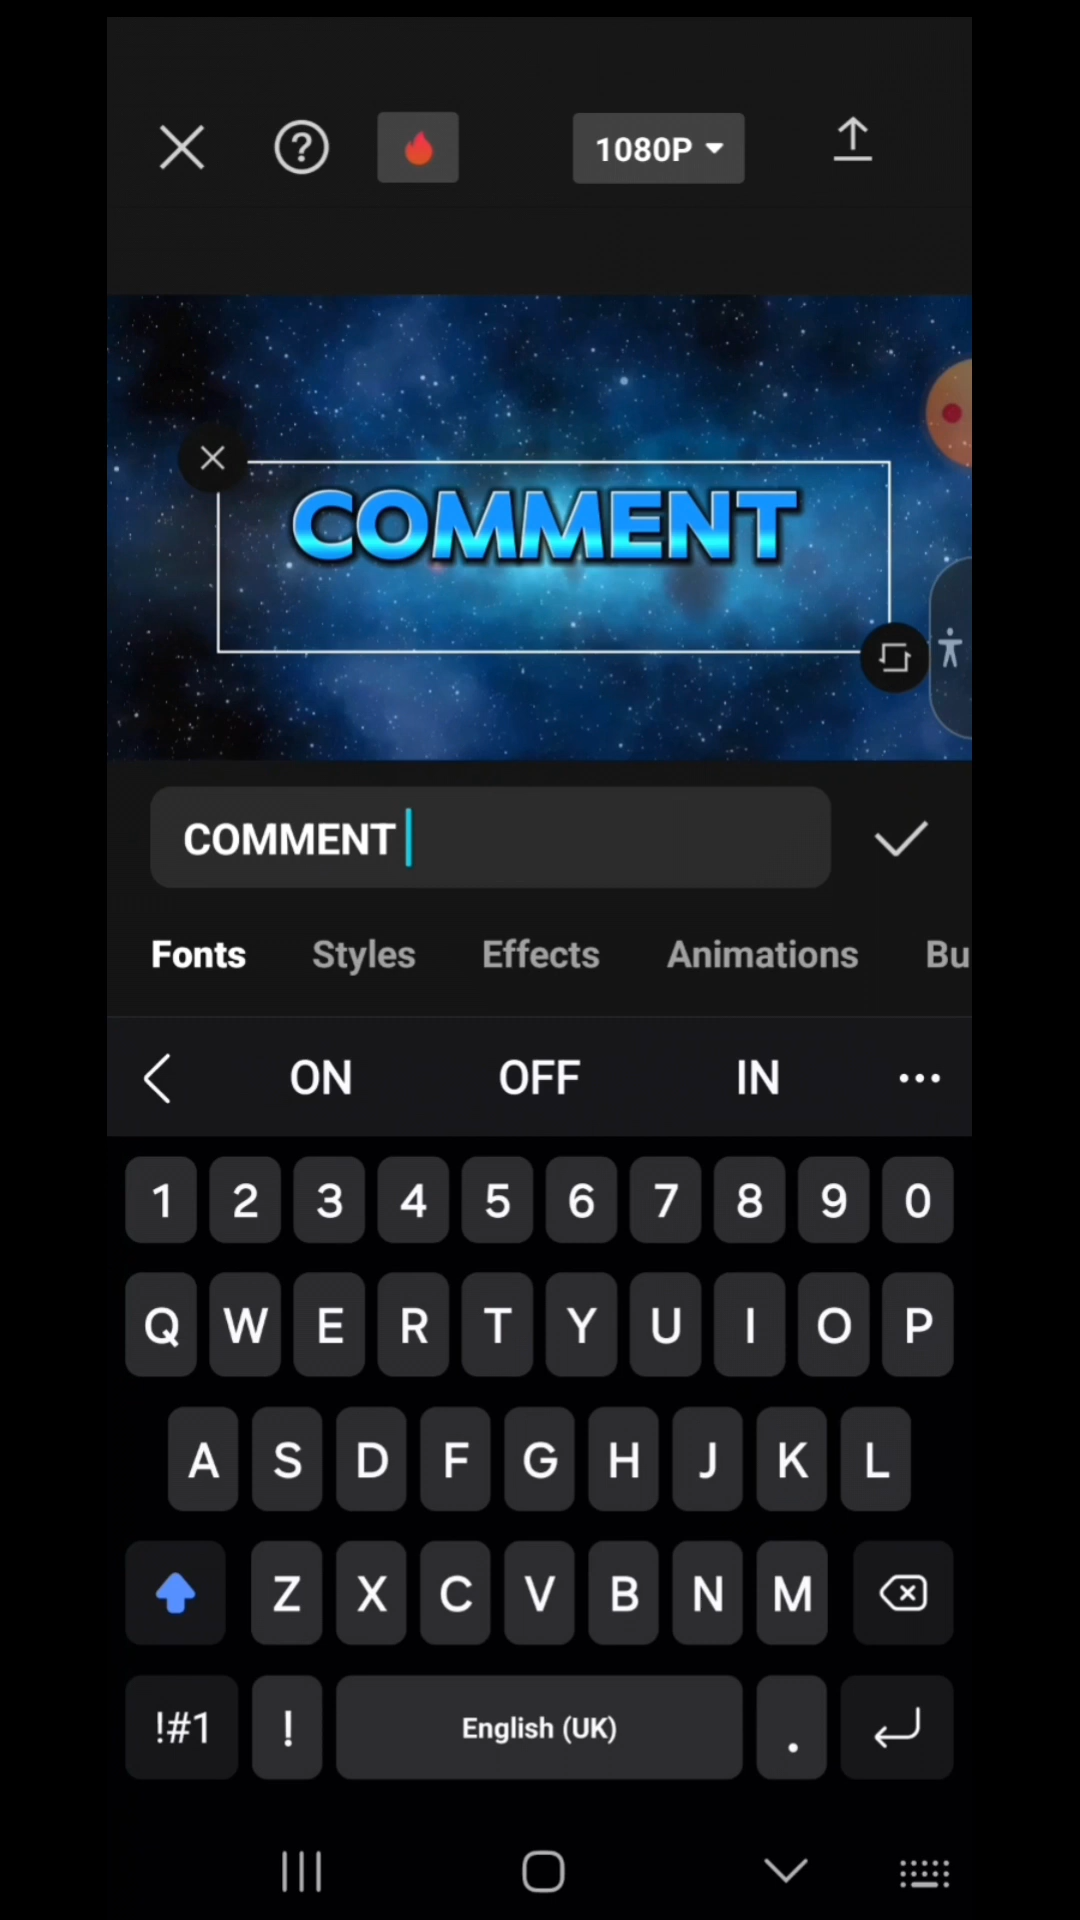 1080P
COMMENT
COMMENT
Fonts Styles Effects Animations Bu
ON OFF IN
1 2 3 4 5 6 7 8 9 0
Q W E R T Y U I O P
A S D F G H J K L
Z X C V B N M
!#1 ! English (UK) .